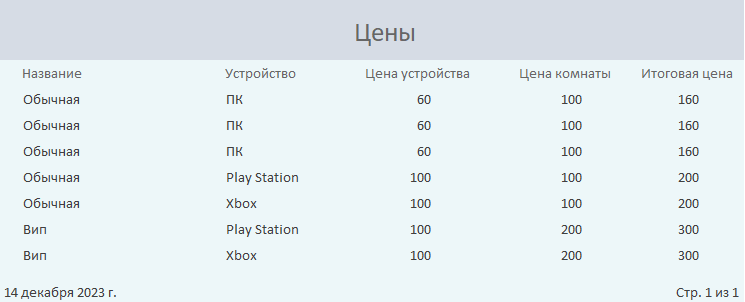 Цены
Название Устройство Цена устройства Цена комнаты Итоговая цена
Обычная ПК 60 100 160
Обычная ПК 60 100 160
Обычная ПК 60 100 160
Обычная Play Station 100 100 200
Обычная Xbox 100 100 200
Вип Play Station 100 200 300
Вип Xbox 100 200 300
14 декабря 2023 г. Стр. 1 из 1